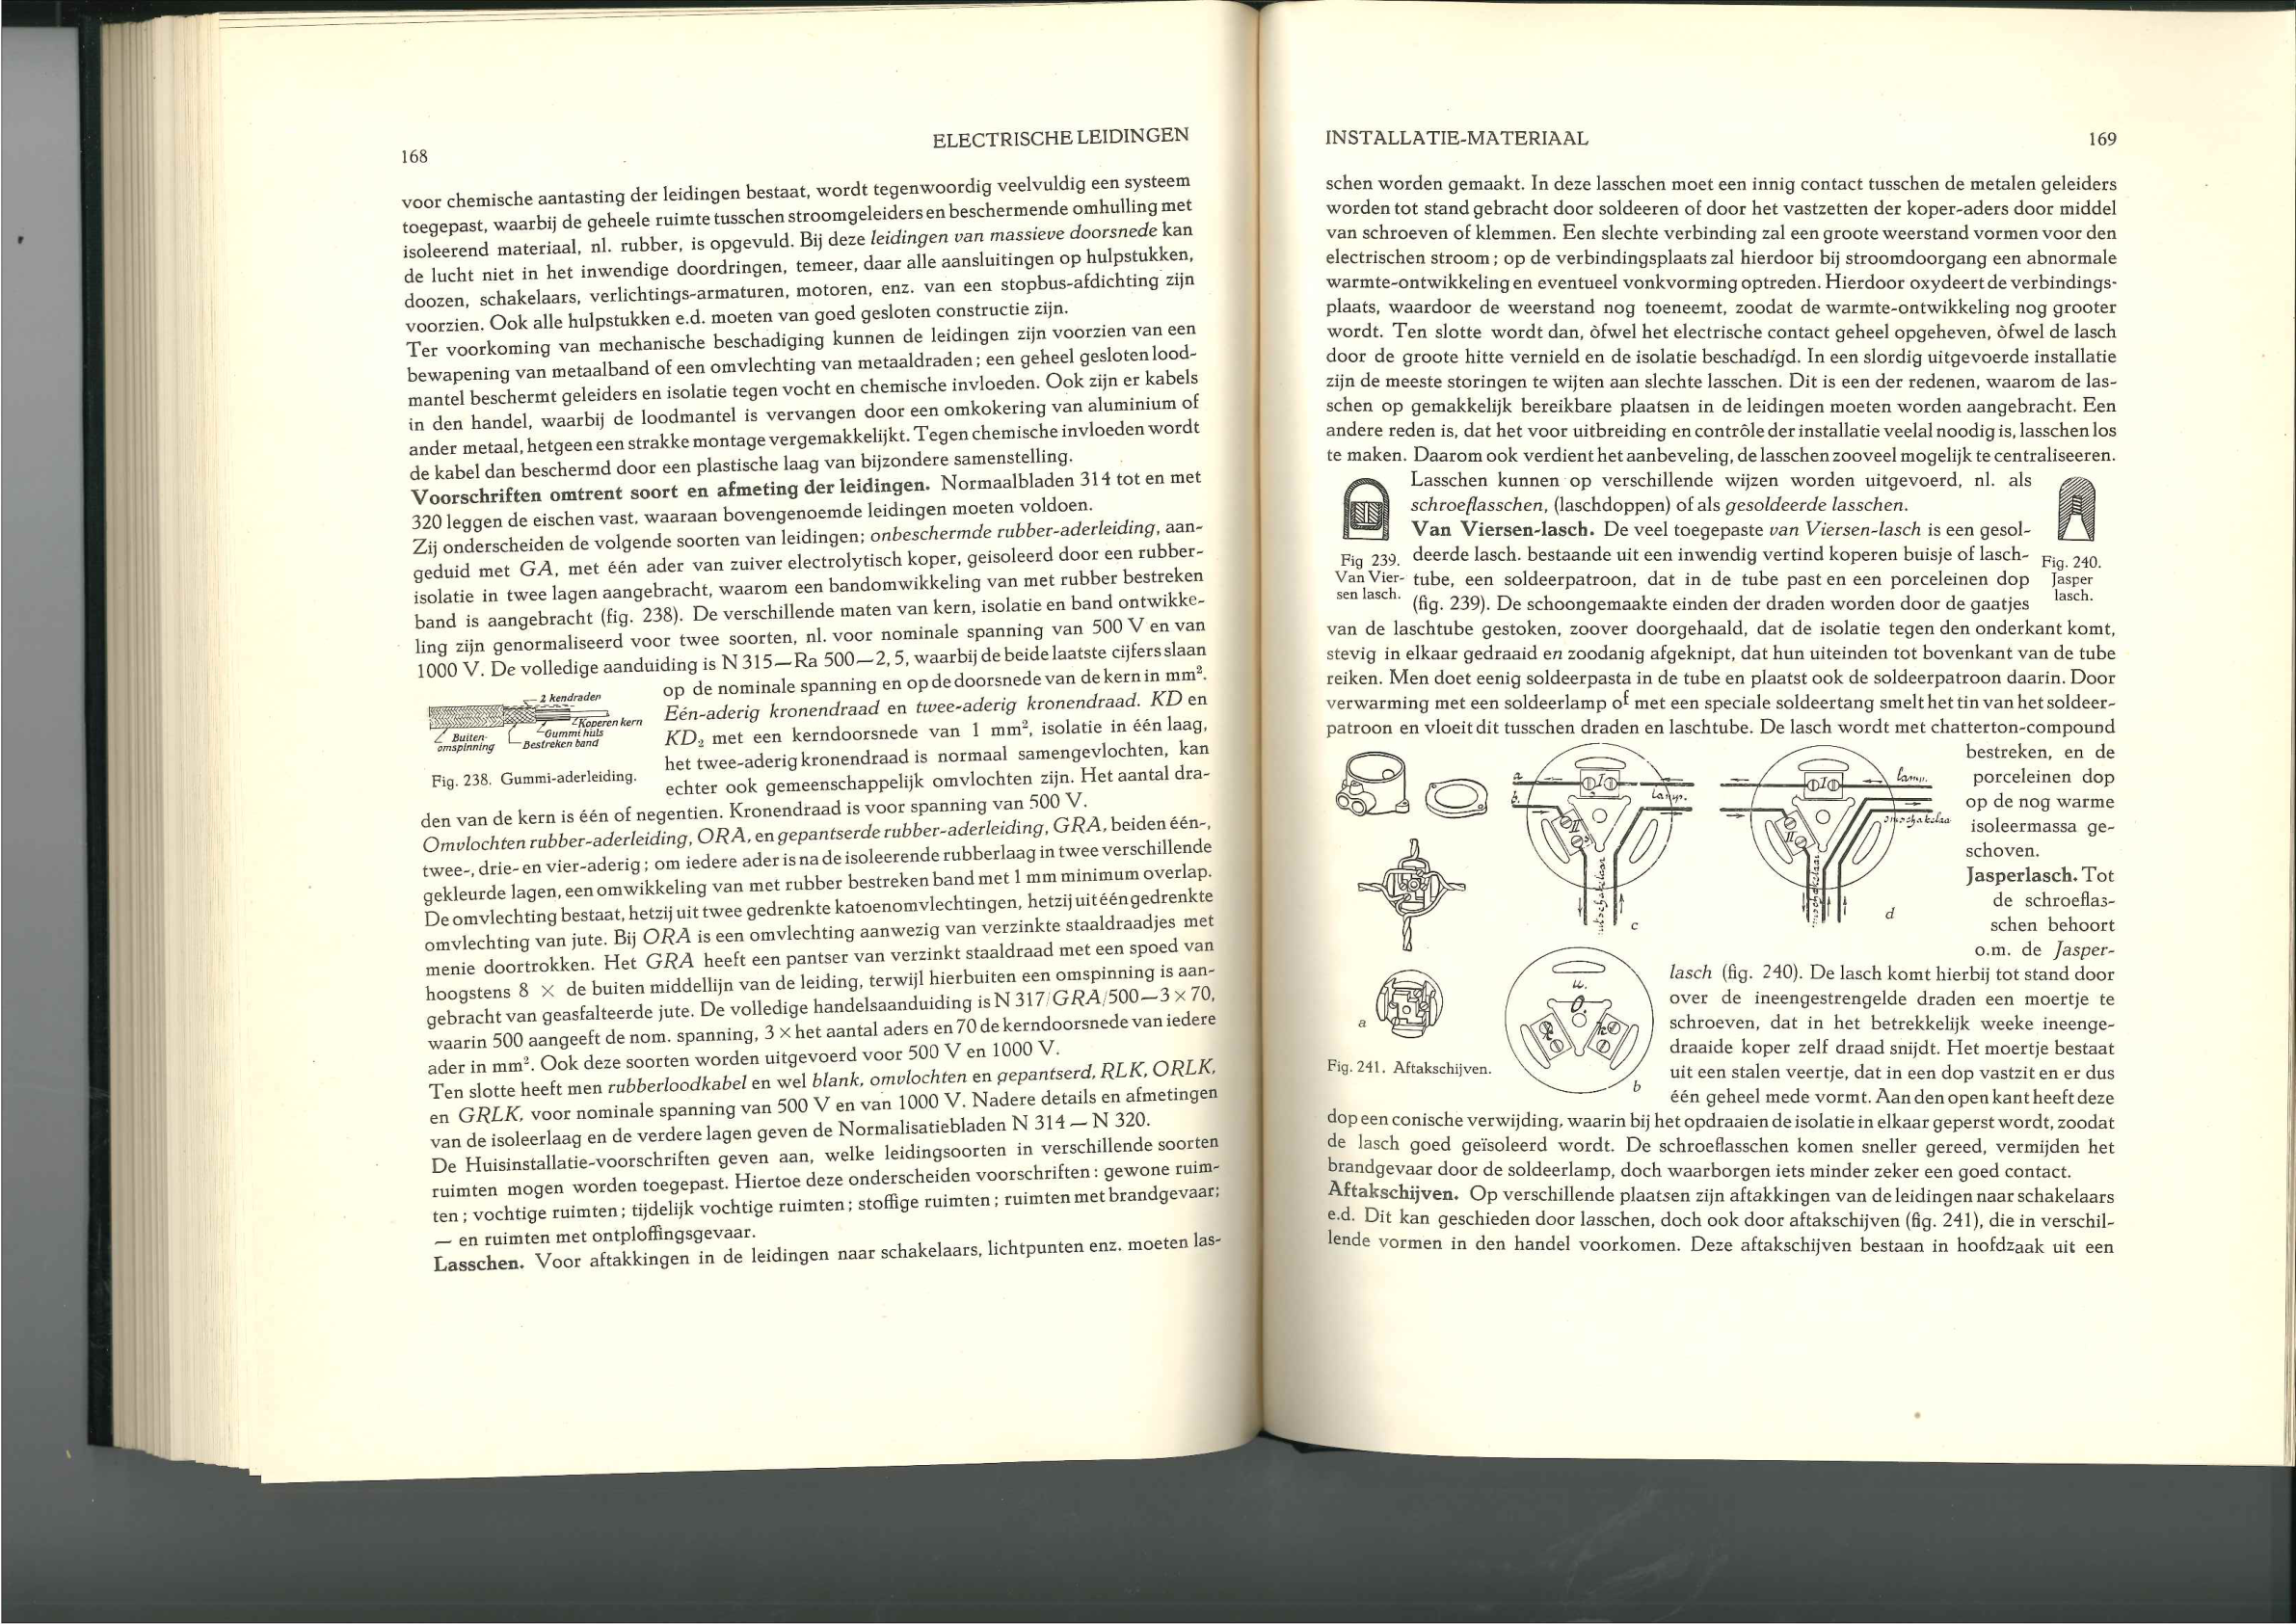 168
ELECTRISCHE LEIDINGEN
voor chemische aantasting der leidingen bestaat, wordt tegenwoordig veelvuldig een systeem
toegepast, waarbij de geheele ruimte tusschen stroomgeleiders en beschermende omhulling met
isoleerend materiaal, nl. rubber, is opgevuld. Bij deze leidingen van massieve doorsnede kan
de lucht niet in het inwendige doordringen, temeer, daar alle aansluitingen op hulpstukken,
doozen, schakelaars, verlichtings-armaturen, motoren, enz. van een stopbus-afdichting zijn
voorzien. Ook alle hulpstukken e.d. moeten van goed gesloten constructie zijn.
Ter voorkoming van mechanische beschadiging kunnen de leidingen zijn voorzien van een
bewapening van metaalband of een omvlechting van metaaldraden; een geheel gesloten lood-
mantel beschermt geleiders en isolatie tegen vocht en chemische invloeden. Ook zijn er kabels
in den handel, waarbij de loodmantel is vervangen door een omkokering van aluminium of
ander metaal, hetgeen een strakke montage vergemakkelijkt. Tegen chemische invloeden wordt
de kabel dan beschermd door een plastische laag van bijzondere samenstelling.
Voorschriften omtrent soort en afmeting der leidingen. Normaalbladen 314 tot en met
320 leggen de eischen vast, waaraan bovengenoemde leidingen moeten voldoen.
Zij onderscheiden de volgende soorten van leidingen; onbeschermde rubber-aderleiding, aan-
geduid met GA, met één ader van zuiver electrolytisch koper, geisoleerd door een rubber-
isolatie in twee lagen aangebracht, waarom een bandomwikkeling van met rubber bestreken
band is aangebracht (fig. 238). De verschillende maten van kern, isolatie en band ontwikke-
ling zijn genormaliseerd voor twee soorten, nl. voor nominale spanning van 500 V en van
1000 V. De volledige aanduiding is N 315—Ra 500—2,5, waarbij de beide laatste cijfers slaan
op de nominale spanning en op de doorsnede van de kern in mm².
Eén-aderig kronendraad en twee-aderig kronendraad. KD en
KD₂ met een kerndoorsnede van 1 mm², isolatie in één laag,
het twee-aderig kronendraad is normaal samengevlochten, kan
echter ook gemeenschappelijk omvlochten zijn. Het aantal dra-
2 kendraden
Koperen kern
Gummi huls
Bestreken band
Buiten-
omspinning
Fig. 238. Gummi-aderleiding.
den van de kern is één of negentien. Kronendraad is voor spanning van 500 V.
Omvlochten rubber-aderleiding, ORA, en gepantserde rubber-aderleiding, GRA, beiden één-,
twee-, drie- en vier-aderig; om iedere ader is na de isoleerende rubberlaag in twee verschillende
gekleurde lagen, een omwikkeling van met rubber bestreken band met 1 mm minimum overlap.
De omvlechting bestaat, hetzij uit twee gedrenkte katoenomvlechtingen, hetzij uit één gedrenkte
omvlechting van jute. Bij ORA is een omvlechting aanwezig van verzinkte staaldraadjes met
menie doortrokken. Het GRA heeft een pantser van verzinkt staaldraad met een spoed van
hoogstens 8 × de buiten middellijn van de leiding, terwijl hierbuiten een omspinning is aan-
gebracht van geasfalteerde jute. De volledige handelsaanduiding is N 317/GRA/500—3 × 70,
waarin 500 aangeeft de nom. spanning, 3 × het aantal aders en 70 de kerndoorsnede van iedere
ader in mm². Ook deze soorten worden uitgevoerd voor 500 V en 1000 V.
Ten slotte heeft men rubberloodkabel en wel blank, omvlochten en gepantserd, RLK, ORLK,
en GRLK, voor nominale spanning van 500 V en van 1000 V. Nadere details en afmetingen
van de isoleerlaag en de verdere lagen geven de Normalisatiebladen N 314 — N 320.
De Huisinstallatie-voorschriften geven aan, welke leidingsoorten in verschillende soorten
ruimten mogen worden toegepast. Hiertoe deze onderscheiden voorschriften: gewone ruim-
ten; vochtige ruimten; tijdelijk vochtige ruimten; stoffige ruimten; ruimten met brandgevaar;
— en ruimten met ontploffingsgevaar.
Lasschen. Voor aftakkingen in de leidingen naar schakelaars, lichtpunten enz. moeten las-
INSTALLATIE-MATERIAAL
169
schen worden gemaakt. In deze lasschen moet een innig contact tusschen de metalen geleiders
worden tot stand gebracht door soldeeren of door het vastzetten der koper-aders door middel
van schroeven of klemmen. Een slechte verbinding zal een groote weerstand vormen voor den
electrischen stroom; op de verbindingsplaats zal hierdoor bij stroomdoorgang een abnormale
warmte-ontwikkeling en eventueel vonkvorming optreden. Hierdoor oxydeert de verbindings-
plaats, waardoor de weerstand nog toeneemt, zoodat de warmte-ontwikkeling nog grooter
wordt. Ten slotte wordt dan, òfwel het electrische contact geheel opgeheven, òfwel de lasch
door de groote hitte vernield en de isolatie beschadigd. In een slordig uitgevoerde installatie
zijn de meeste storingen te wijten aan slechte lasschen. Dit is een der redenen, waarom de las-
schen op gemakkelijk bereikbare plaatsen in de leidingen moeten worden aangebracht. Een
andere reden is, dat het voor uitbreiding en contrôle der installatie veelal noodig is, lasschen los
te maken. Daarom ook verdient het aanbeveling, de lasschen zooveel mogelijk te centraliseeren.
Lasschen kunnen op verschillende wijzen worden uitgevoerd, nl. als
schroeflasschen, (laschdoppen) of als gesoldeerde lasschen.
Van Viersen-lasch. De veel toegepaste van Viersen-lasch is een gesol-
deerde lasch. bestaande uit een inwendig vertind koperen buisje of lasch-
tube, een soldeerpatroon, dat in de tube past en een porceleinen dop
(fig. 239). De schoongemaakte einden der draden worden door de gaatjes
Fig 239.
Van Vier-
sen lasch.
Fig. 240.
Jasper
lasch.
van de laschtube gestoken, zoover doorgehaald, dat de isolatie tegen den onderkant komt,
stevig in elkaar gedraaid en zoodanig afgeknipt, dat hun uiteinden tot bovenkant van de tube
reiken. Men doet eenig soldeerpasta in de tube en plaatst ook de soldeerpatroon daarin. Door
verwarming met een soldeerlamp of met een speciale soldeertang smelt het tin van het soldeer-
patroon en vloeit dit tusschen draden en laschtube. De lasch wordt met chatterton-compound
bestreken, en de
porceleinen dop
op de nog warme
isoleermassa ge-
schoven.
Jasperlasch. Tot
de schroeflas-
schen behoort
o.m. de Jasper-
a
b.
I
II
lamp.
c
I
II
lamp.
d
a
u.
O.
b
Fig. 241. Aftakschijven.
lasch (fig. 240). De lasch komt hierbij tot stand door
over de ineengestrengelde draden een moertje te
schroeven, dat in het betrekkelijk weeke ineenge-
draaide koper zelf draad snijdt. Het moertje bestaat
uit een stalen veertje, dat in een dop vastzit en er dus
één geheel mede vormt. Aan den open kant heeft deze
dop een conische verwijding, waarin bij het opdraaien de isolatie in elkaar geperst wordt, zoodat
de lasch goed geïsoleerd wordt. De schroeflasschen komen sneller gereed, vermijden het
brandgevaar door de soldeerlamp, doch waarborgen iets minder zeker een goed contact.
Aftakschijven. Op verschillende plaatsen zijn aftakkingen van de leidingen naar schakelaars
e.d. Dit kan geschieden door lasschen, doch ook door aftakschijven (fig. 241), die in verschil-
lende vormen in den handel voorkomen. Deze aftakschijven bestaan in hoofdzaak uit een